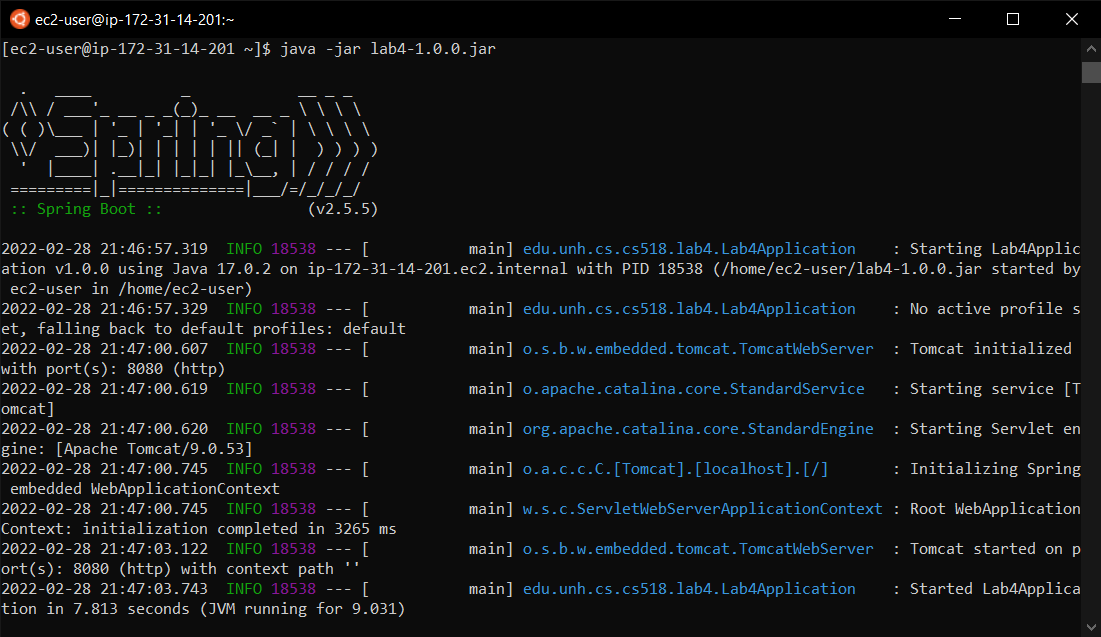 ec2-user@ip-172-31-14-201:~
[ec2-user@ip-172-31-14-201 ~]$ java -jar lab4-1.0.0.jar
  .   ____          _            __ _ _
 /\\ / ___'_ __ _ _(_)_ __  __ _ \ \ \ \
( ( )\___ | '_ | '_| | '_ \/ _` | \ \ \ \
 \\/  ___)| |_)| | | | | || (_| |  ) ) ) )
  '  |____| .__|_| |_|_| |_\__, | / / / /
 =========|_|==============|___/=/_/_/_/
 :: Spring Boot ::                (v2.5.5)
2022-02-28 21:46:57.319  INFO 18538 --- [           main] edu.unh.cs.cs518.lab4.Lab4Application    : Starting Lab4Applic
ation v1.0.0 using Java 17.0.2 on ip-172-31-14-201.ec2.internal with PID 18538 (/home/ec2-user/lab4-1.0.0.jar started by
 ec2-user in /home/ec2-user)
2022-02-28 21:46:57.329  INFO 18538 --- [           main] edu.unh.cs.cs518.lab4.Lab4Application    : No active profile s
et, falling back to default profiles: default
2022-02-28 21:47:00.607  INFO 18538 --- [           main] o.s.b.w.embedded.tomcat.TomcatWebServer  : Tomcat initialized
with port(s): 8080 (http)
2022-02-28 21:47:00.619  INFO 18538 --- [           main] o.apache.catalina.core.StandardService   : Starting service [T
omcat]
2022-02-28 21:47:00.620  INFO 18538 --- [           main] org.apache.catalina.core.StandardEngine  : Starting Servlet en
gine: [Apache Tomcat/9.0.53]
2022-02-28 21:47:00.745  INFO 18538 --- [           main] o.a.c.c.C.[Tomcat].[localhost].[/]       : Initializing Spring
 embedded WebApplicationContext
2022-02-28 21:47:00.745  INFO 18538 --- [           main] w.s.c.ServletWebServerApplicationContext : Root WebApplication
Context: initialization completed in 3265 ms
2022-02-28 21:47:03.122  INFO 18538 --- [           main] o.s.b.w.embedded.tomcat.TomcatWebServer  : Tomcat started on p
ort(s): 8080 (http) with context path ''
2022-02-28 21:47:03.743  INFO 18538 --- [           main] edu.unh.cs.cs518.lab4.Lab4Application    : Started Lab4Applica
tion in 7.813 seconds (JVM running for 9.031)